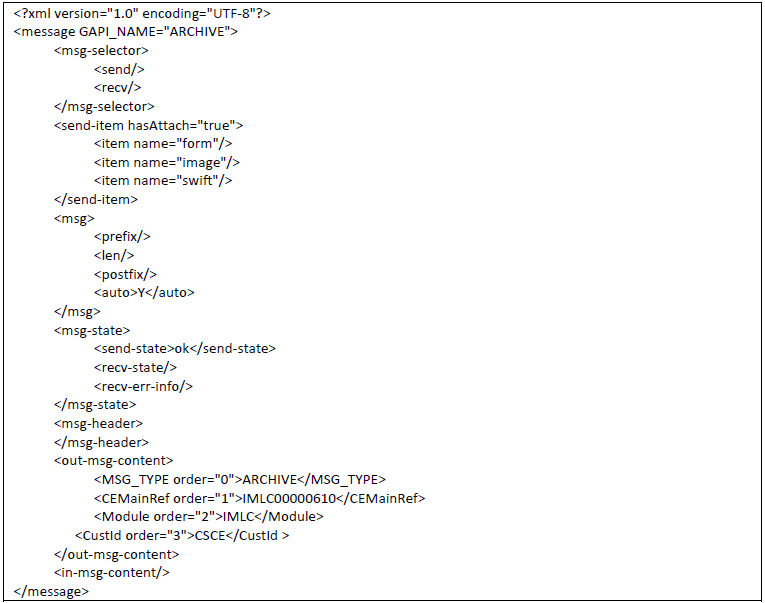 <?xml version="1.0" encoding="UTF-8"?>
<message GAPI_NAME="ARCHIVE">
<msg-selector>
<send/>
<recv/>
</msg-selector>
<send-item hasAttach="true">
<item name="form"/>
<item name="image"/>
<item name="swift"/>
</send-item>
<msg>
<prefix/>
<len/>
<postfix/>
<auto>Y</auto>
</msg>
<msg-state>
<send-state>ok</send-state>
<recv-state/>
<recv-err-info/>
</msg-state>
<msg-header>
</msg-header>
<out-msg-content>
<MSG_TYPE order="0">ARCHIVE</MSG_TYPE>
<CEMainRef order="1">IMLC00000610</CEMainRef>
<Module order="2">IMLC</Module>
<CustId order="3">CSCE</CustId >
</out-msg-content>
<in-msg-content/>
</message>